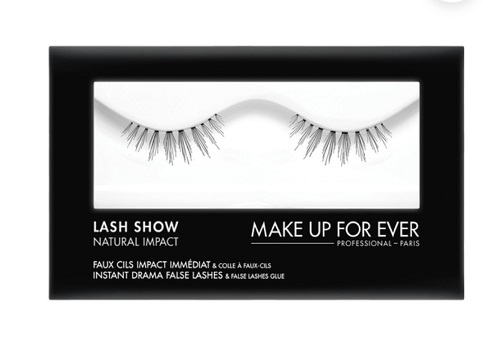 LASH SHOW
NATURAL IMPACT
MAKE UP FOR EVER
PROFESSIONAL – PARIS
FAUX CILS IMPACT IMMÉDIAT & COLLE À FAUX-CILS
INSTANT DRAMA FALSE LASHES & FALSE LASHES GLUE